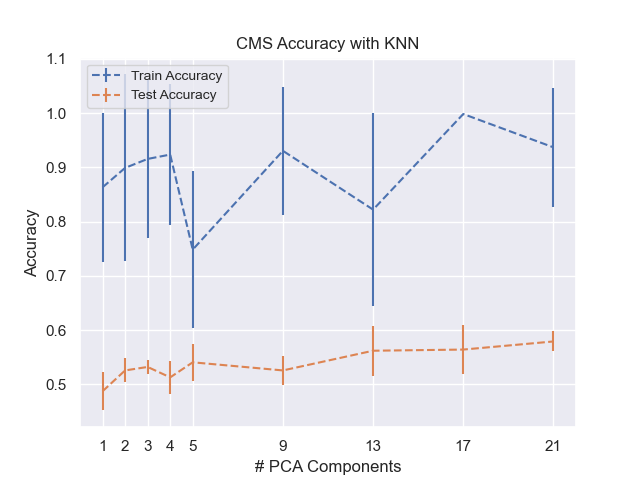 CMS Accuracy with KNN
Train Accuracy
Test Accuracy
Accuracy
1.1
1.0
0.9
0.8
0.7
0.6
0.5
1 2 3 4 5 9 13 17 21
# PCA Components